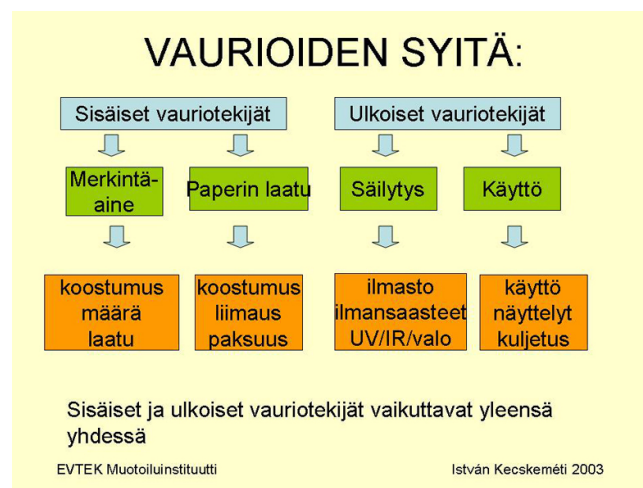 VAURIOIDEN SYITÄ:
Sisäiset vauriotekijät
Ulkoiset vauriotekijät
Merkintä-
aine
Paperin laatu
Säilytys
Käyttö
koostumus
määrä
laatu
koostumus
liimaus
paksuus
ilmasto
ilmansaasteet
UV/IR/valo
käyttö
näyttelyt
kuljetus
Sisäiset ja ulkoiset vauriotekijät vaikuttavat yleensä
yhdessä
EVTEK Muotoiluinstituutti
István Kecskeméti 2003